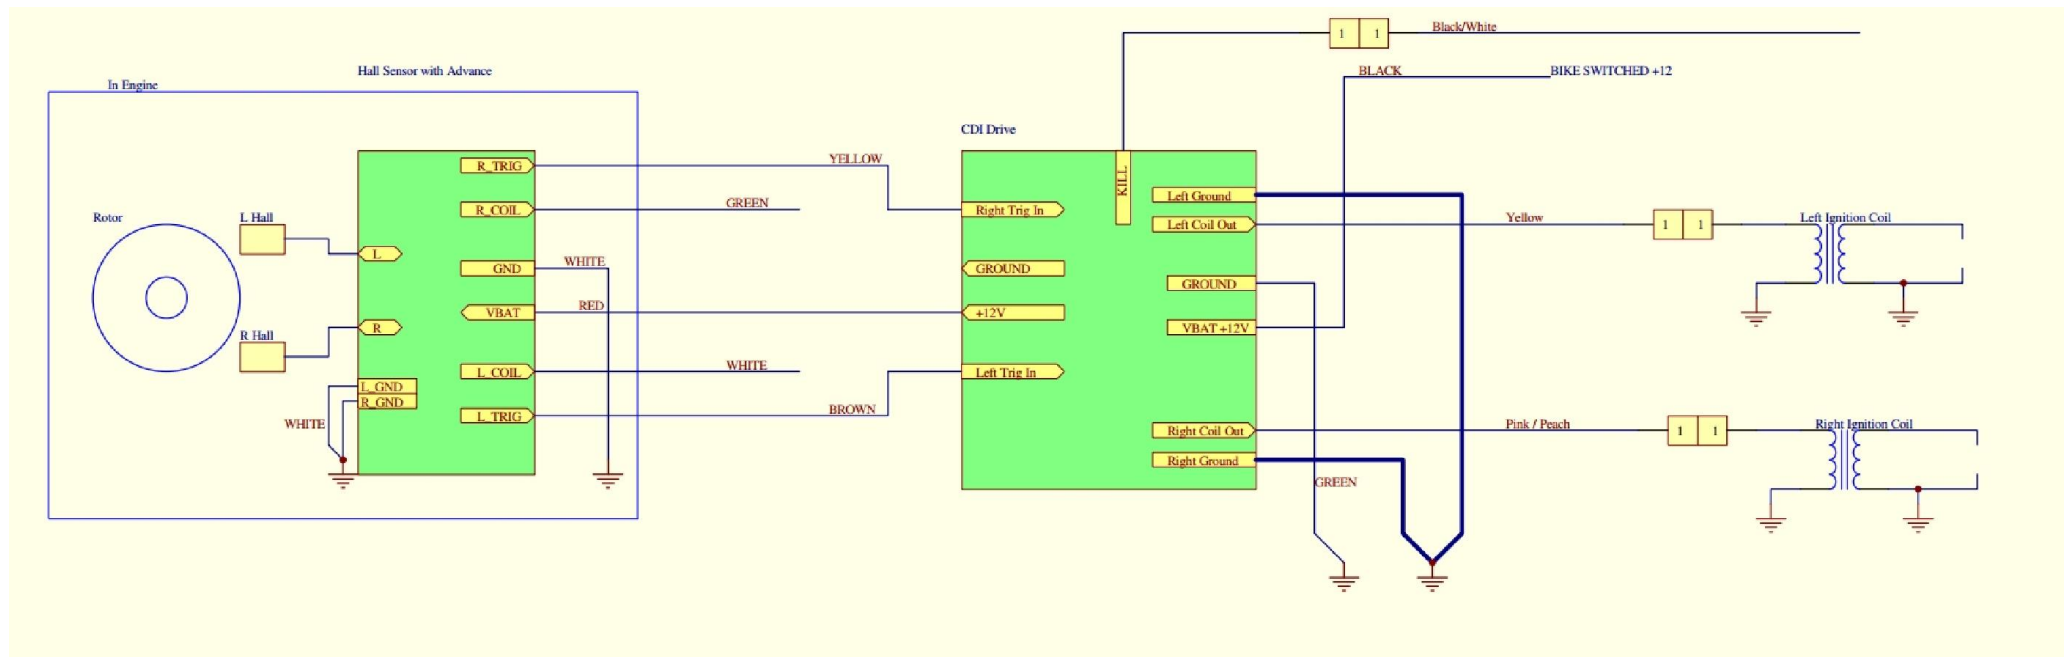 1 1 Black/White
Hall Sensor with Advance
BLACK
BIKE SWITCHED +12
In Engine
CDI Drive
R_TRIG
YELLOW
KILL
Left Ground
R_COIL
GREEN
Right Trig In
Rotor
L Hall
Left Coil Out
Yellow
1 1
Left Ignition Coil
L
GND
WHITE
GROUND
GROUND
VBAT
RED
+12V
VBAT +12V
R Hall
R
L_COIL
WHITE
Left Trig In
L_GND
R_GND
WHITE
L_TRIG
BROWN
Right Coil Out
Pink / Peach
1 1
Right Ignition Coil
Right Ground
GREEN